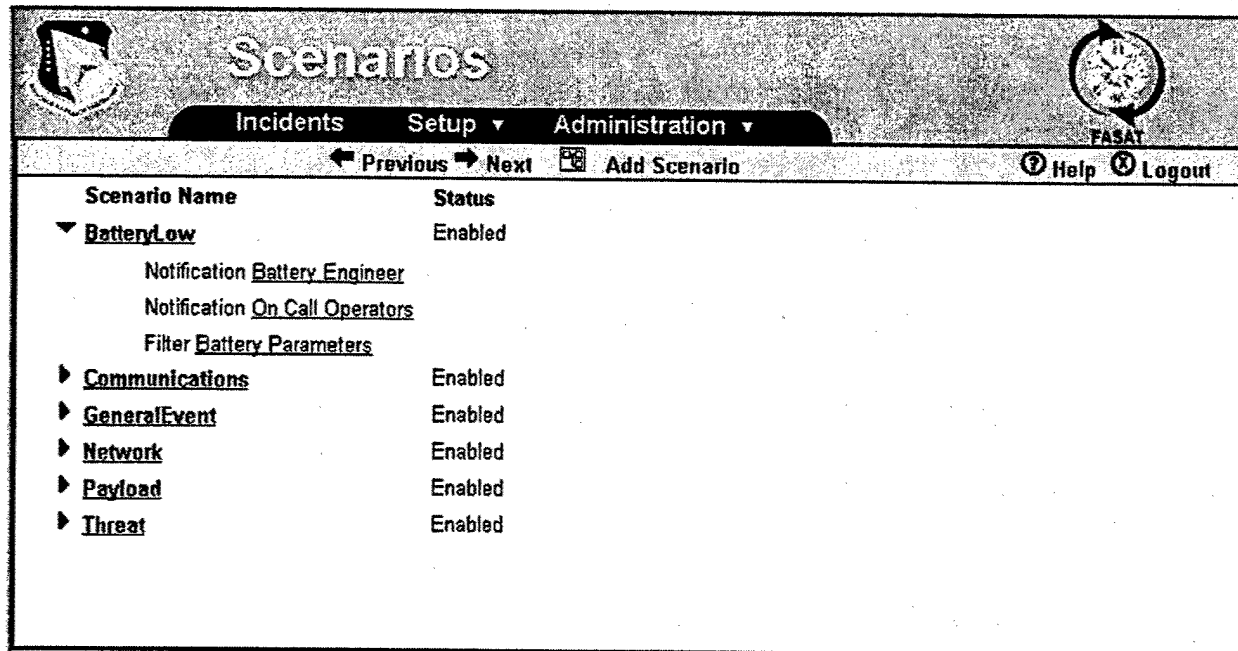 Scenarios
Incidents Setup Administration
FASAT
Previous Next Add Scenario Help Logout
Scenario Name Status
BatteryLow Enabled
Notification Battery Engineer
Notification On Call Operators
Filter Battery Parameters
Communications Enabled
GeneralEvent Enabled
Network Enabled
Payload Enabled
Threat Enabled